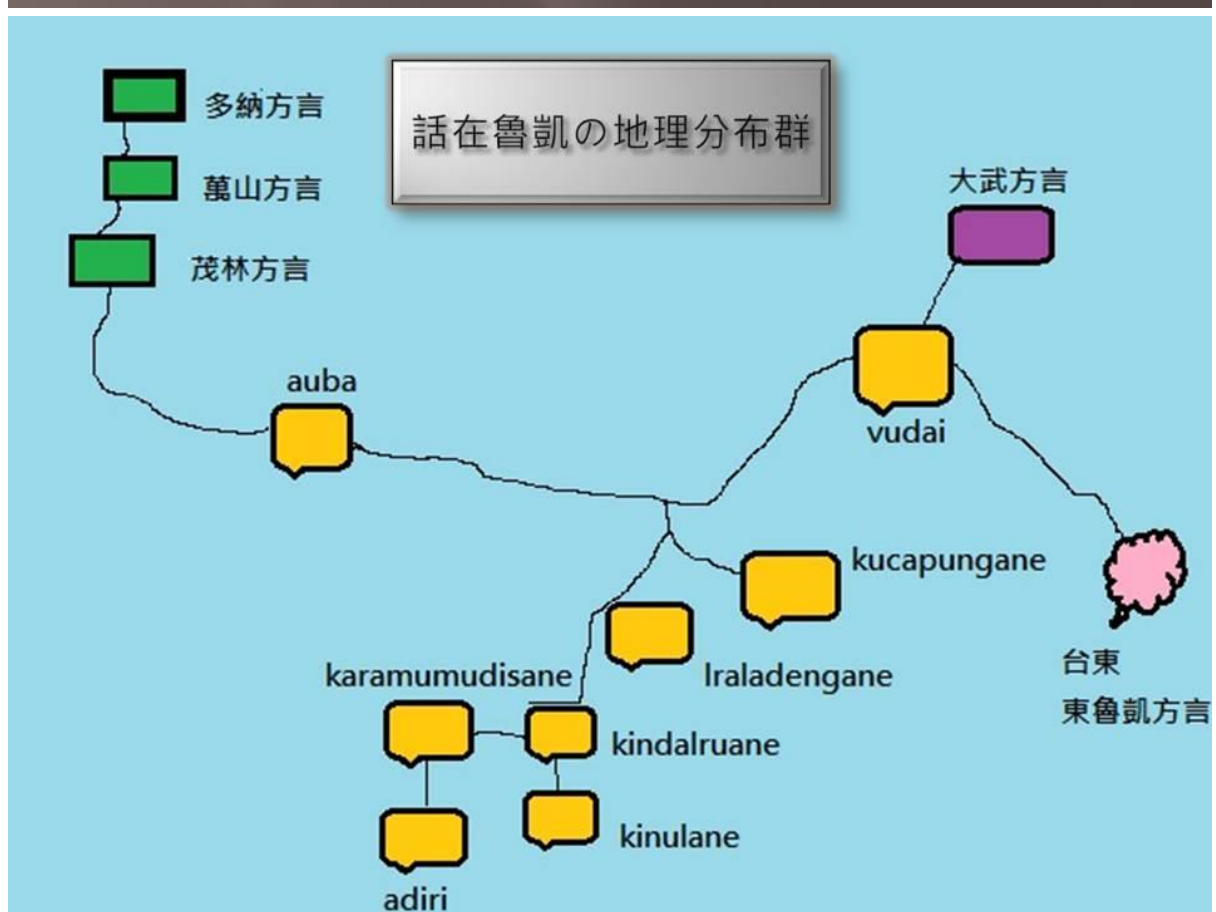 話在魯凱の地理分布群
多納方言
萬山方言
茂林方言
大武方言
auba
vudai
kucapungane
lraladengane
karamumudisane
kindalruane
kinulane
adiri
台東
東魯凱方言